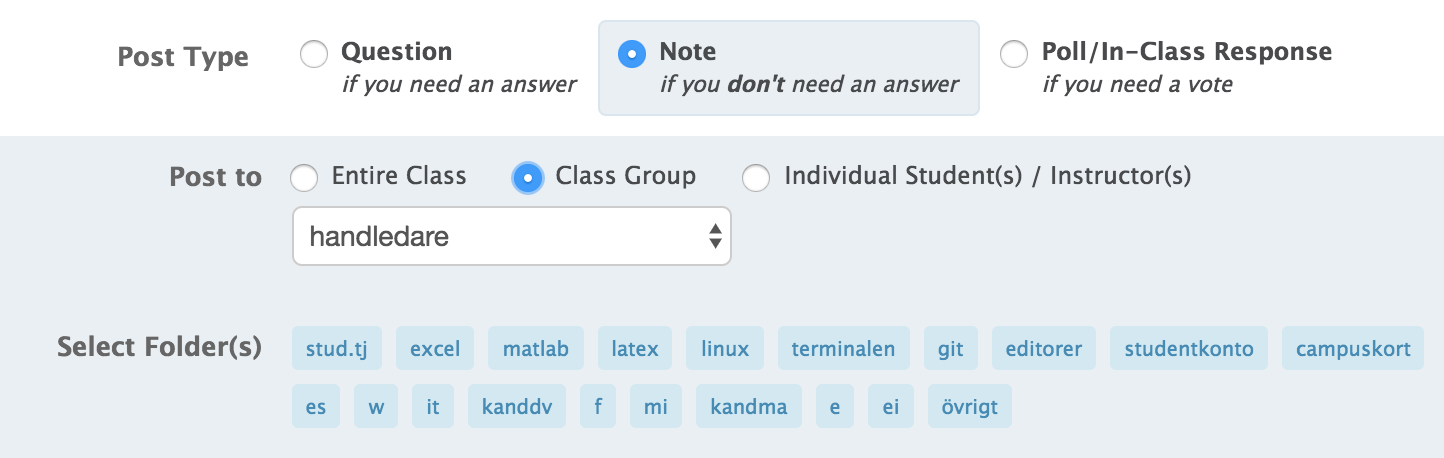 Post Type Question Note Poll/In-Class Response
if you need an answer if you don't need an answer if you need a vote
Post to Entire Class Class Group Individual Student(s) / Instructor(s)
handledare
Select Folder(s) stud.tj excel matlab latex linux terminalen git editorer studentkonto campuskort
es w it kanddv f mi kandma e ei övrigt